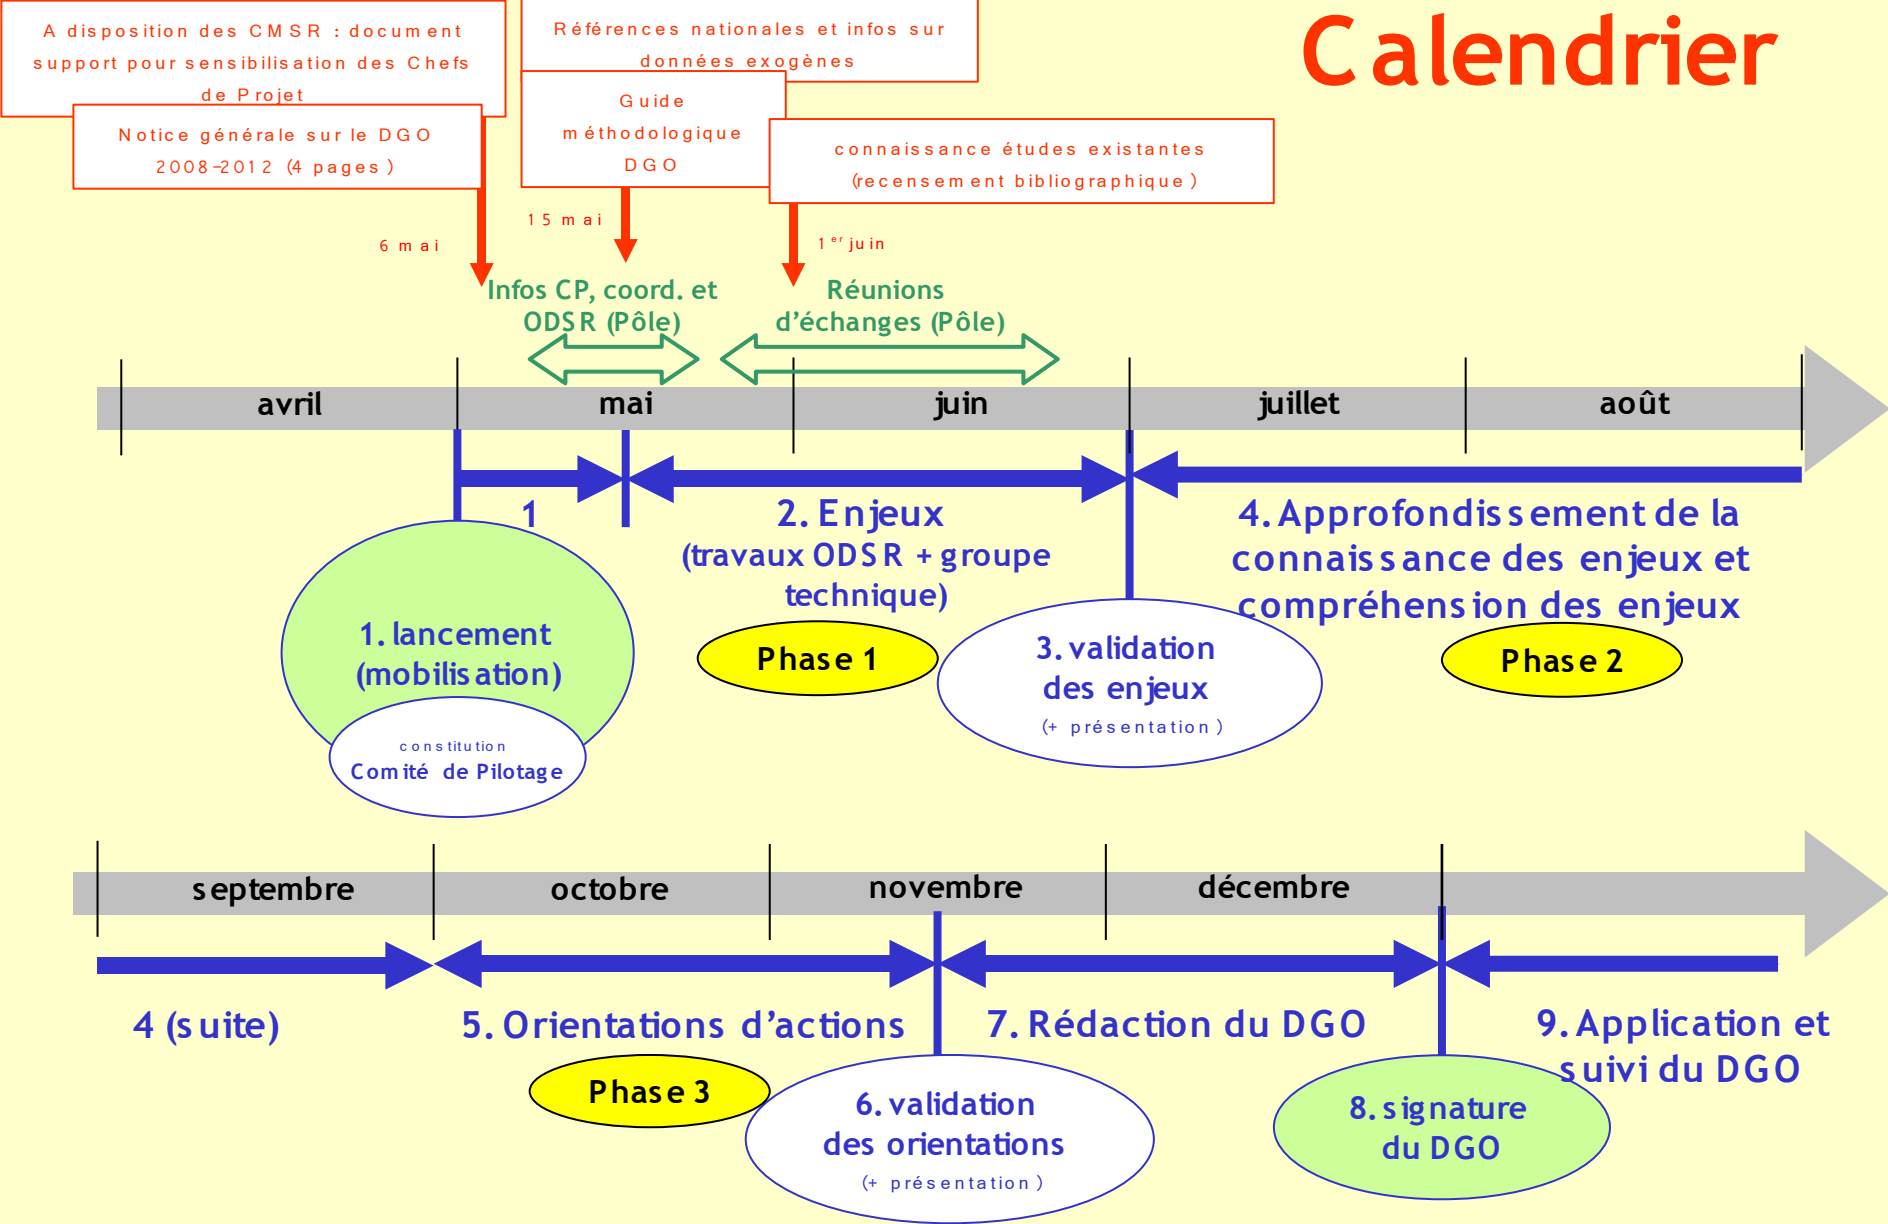 Calendrier
A disposition des CMSR : document
support pour sensibilisation des Chefs
de Projet
Notice générale sur le DGO
2008-2012 (4 pages)
Références nationales et infos sur
données exogènes
Guide
méthodologique
DGO
connaissance études existantes
(recensement bibliographique)
6 mai
15 mai
1er juin
Infos CP, coord. et
ODSR (Pôle)
Réunions
d'échanges (Pôle)
avril
mai
juin
juillet
août
1
2. Enjeux
(travaux ODSR + groupe
technique)
4. Approfondissement de la
connaissance des enjeux et
compréhension des enjeux
1. lancement
(mobilisation)
constitution
Comité de Pilotage
Phase 1
3. validation
des enjeux
(+ présentation)
Phase 2
septembre
octobre
novembre
décembre
4 (suite)
5. Orientations d'actions
7. Rédaction du DGO
9. Application et
suivi du DGO
Phase 3
6. validation
des orientations
(+ présentation)
8. signature
du DGO